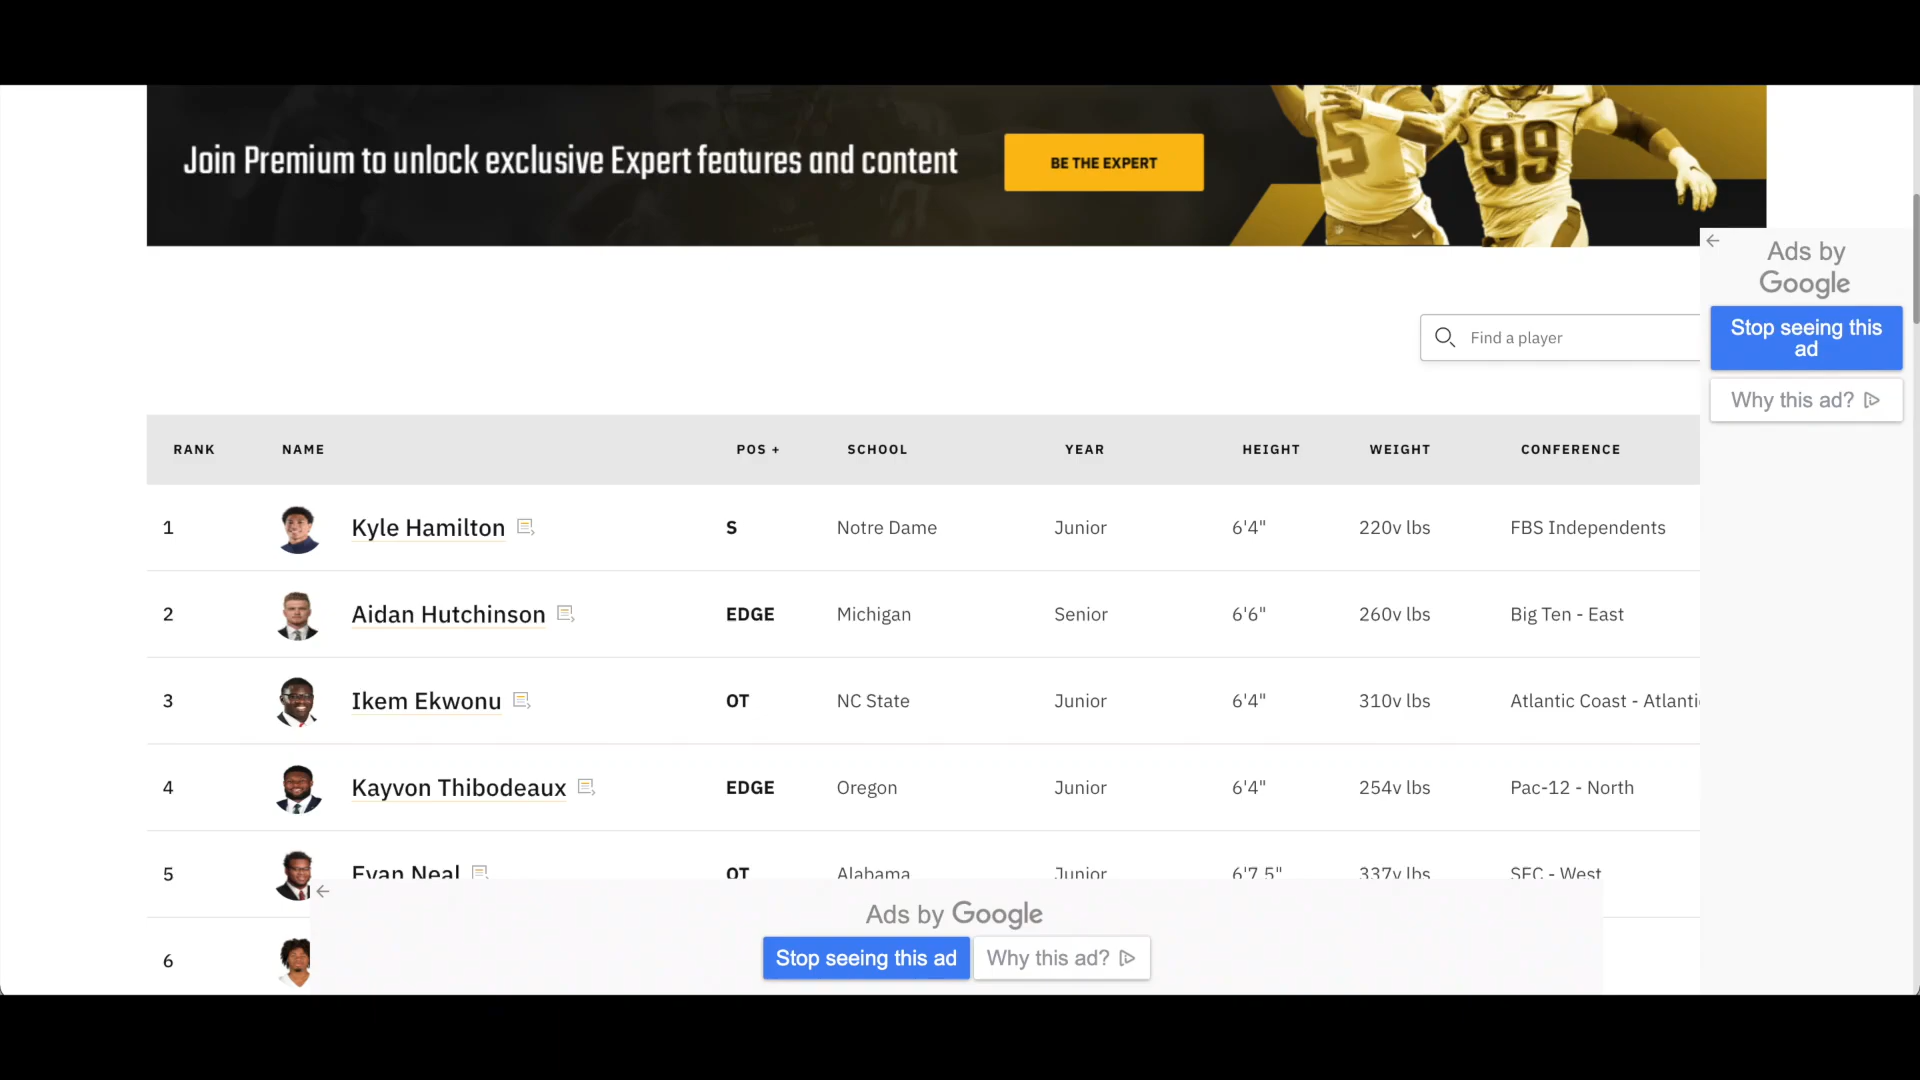 Join Premium to unlock exclusive Expert features and content
BE THE EXPERT
5
99
Ads by
Google
Stop seeing this
ad
Why this ad?
Find a player
RANK NAME POS + SCHOOL YEAR HEIGHT WEIGHT CONFERENCE
1 Kyle Hamilton S Notre Dame Junior 6'4" 220v lbs FBS Independents
2 Aidan Hutchinson EDGE Michigan Senior 6'6" 260v lbs Big Ten - East
3 Ikem Ekwonu OT NC State Junior 6'4" 310v lbs Atlantic Coast - Atlanti
4 Kayvon Thibodeaux EDGE Oregon Junior 6'4" 254v lbs Pac-12 - North
5 Evan Neal OT Alabama Junior 6'7.5" 337v lbs SEC - West
6
Ads by Google
Stop seeing this ad
Why this ad?